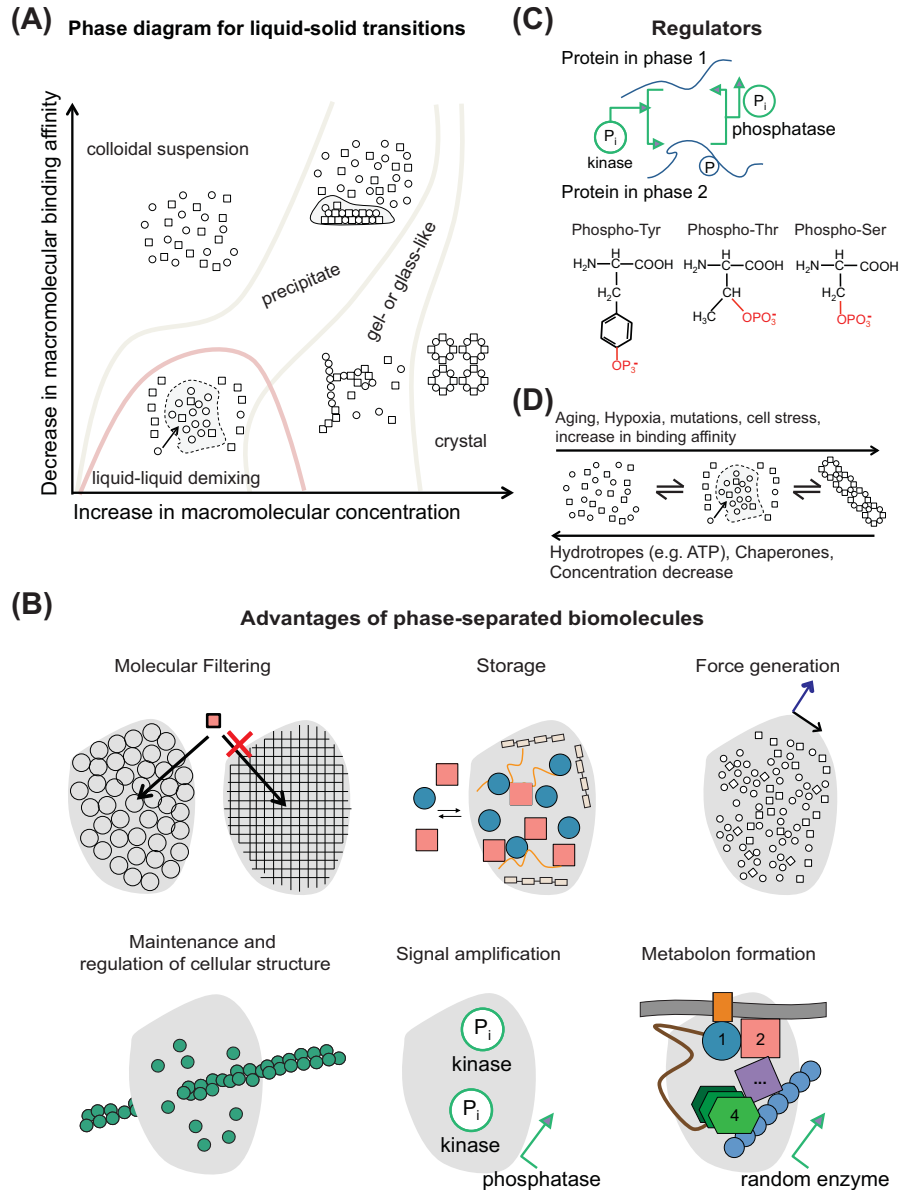 (A)
Phase diagram for liquid-solid transitions
Decrease in macromolecular binding affinity
colloidal suspension
precipitate
gel- or glass-like
crystal
liquid-liquid demixing
Increase in macromolecular concentration
(C)
Regulators
Protein in phase 1
Pi
kinase
Pi
phosphatase
P
Protein in phase 2
Phospho-Tyr
Phospho-Thr
Phospho-Ser
H
H2N—C—COOH
H2C
OP3-
H
H2N—C—COOH
CH
H3C
OPO3-
H
H2N—C—COOH
CH2
OPO3-
(D)
Aging, Hypoxia, mutations, cell stress,
increase in binding affinity
Hydrotropes (e.g. ATP), Chaperones,
Concentration decrease
(B)
Advantages of phase-separated biomolecules
Molecular Filtering
Storage
Force generation
Maintenance and
regulation of cellular structure
Signal amplification
Pi
kinase
Pi
kinase
phosphatase
Metabolon formation
1
2
...
4
random enzyme